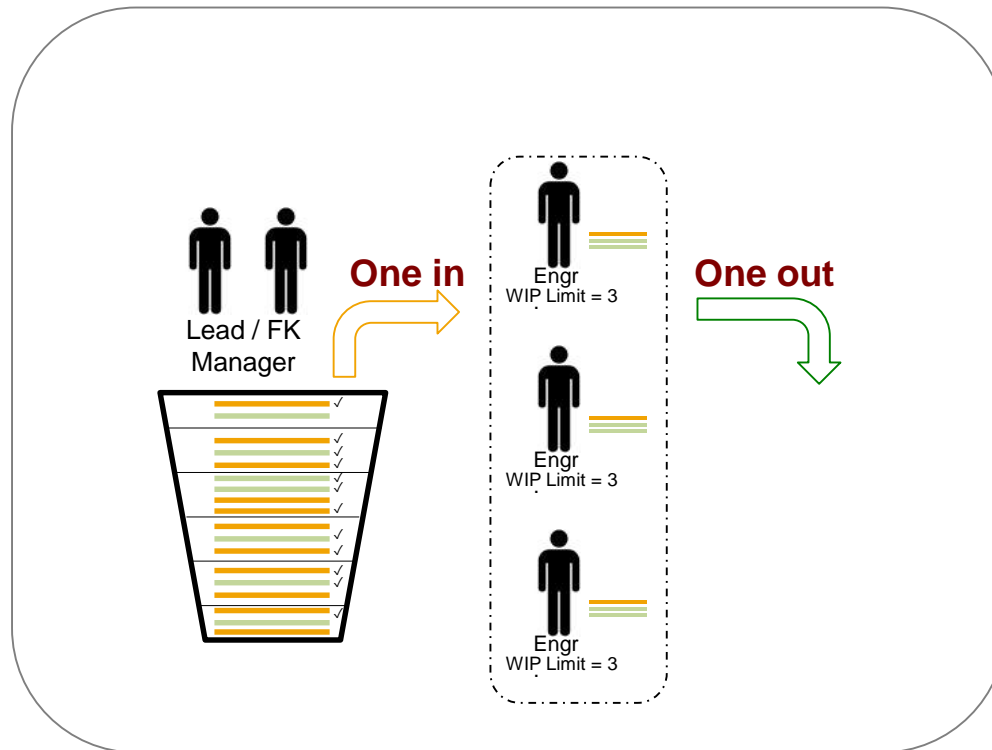 One in
One out
Lead / FK
Manager
✓
✓
✓
✓
✓
✓
✓
✓
✓
✓
✓
✓
Engr
WIP Limit = 3
Engr
WIP Limit = 3
Engr
WIP Limit = 3